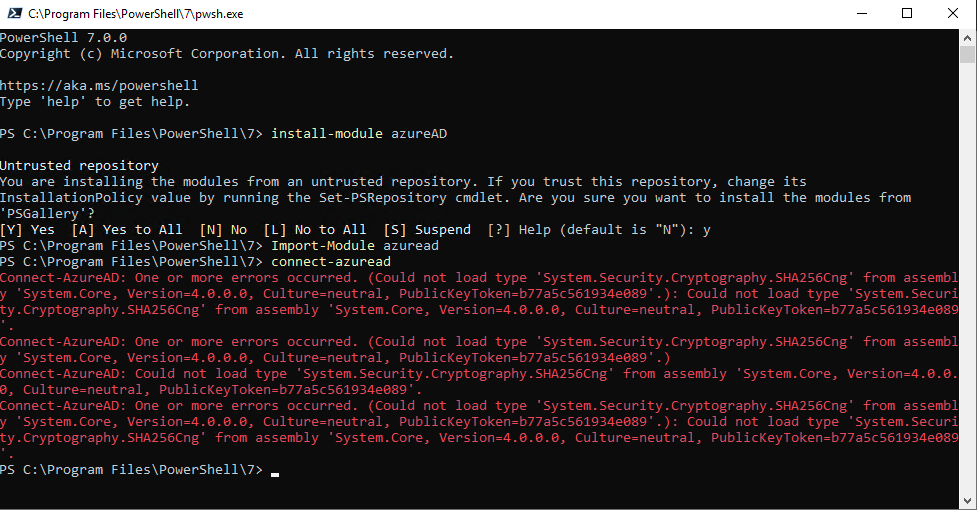 C:\Program Files\PowerShell\7\pwsh.exe
PowerShell 7.0.0
Copyright (c) Microsoft Corporation. All rights reserved.
https://aka.ms/powershell
Type 'help' to get help.
PS C:\Program Files\PowerShell\7> install-module azureAD
Untrusted repository
You are installing the modules from an untrusted repository. If you trust this repository, change its
InstallationPolicy value by running the Set-PSRepository cmdlet. Are you sure you want to install the modules from
'PSGallery'?
[Y] Yes  [A] Yes to All  [N] No  [L] No to All  [S] Suspend  [?] Help (default is "N"): y
PS C:\Program Files\PowerShell\7> Import-Module azuread
PS C:\Program Files\PowerShell\7> connect-azuread
Connect-AzureAD: One or more errors occurred. (Could not load type 'System.Security.Cryptography.SHA256Cng' from assembl
y 'System.Core, Version=4.0.0.0, Culture=neutral, PublicKeyToken=b77a5c561934e089'.): Could not load type 'System.Securi
ty.Cryptography.SHA256Cng' from assembly 'System.Core, Version=4.0.0.0, Culture=neutral, PublicKeyToken=b77a5c561934e089
'.
Connect-AzureAD: One or more errors occurred. (Could not load type 'System.Security.Cryptography.SHA256Cng' from assembl
y 'System.Core, Version=4.0.0.0, Culture=neutral, PublicKeyToken=b77a5c561934e089'.)
Connect-AzureAD: Could not load type 'System.Security.Cryptography.SHA256Cng' from assembly 'System.Core, Version=4.0.0.
0, Culture=neutral, PublicKeyToken=b77a5c561934e089'.
Connect-AzureAD: One or more errors occurred. (Could not load type 'System.Security.Cryptography.SHA256Cng' from assembl
y 'System.Core, Version=4.0.0.0, Culture=neutral, PublicKeyToken=b77a5c561934e089'.): Could not load type 'System.Securi
ty.Cryptography.SHA256Cng' from assembly 'System.Core, Version=4.0.0.0, Culture=neutral, PublicKeyToken=b77a5c561934e089
'.
PS C:\Program Files\PowerShell\7>